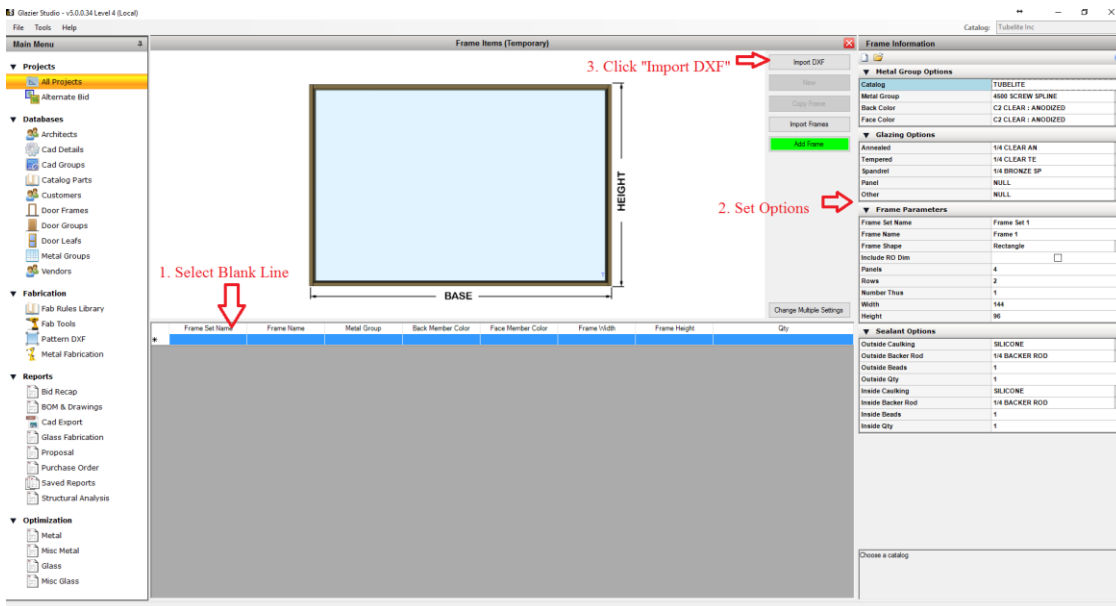 Glazier Studio - v5.0.0.34 Level 4 (Local)
File Tools Help
Catalog: Tubelite Inc
Main Menu
Projects
All Projects
Alternate Bid
Databases
Architects
Cad Details
Cad Groups
Catalog Parts
Customers
Door Frames
Door Groups
Door Leafs
Metal Groups
Vendors
Fabrication
Fab Rules Library
Fab Tools
Pattern DXF
Metal Fabrication
Reports
Bid Recap
BOM & Drawings
Cad Export
Glass Fabrication
Proposal
Purchase Order
Saved Reports
Structural Analysis
Optimization
Metal
Misc Metal
Glass
Misc Glass
Frame Items (Temporary)
3. Click "Import DXF"
Import DXF
New
Copy Frame
Import Frames
Add Frame
HEIGHT
2. Set Options
1. Select Blank Line
T
BASE
Change Multiple Settings
Frame Set Name Frame Name Metal Group Back Member Color Face Member Color Frame Width Frame Height Qty
*
Frame Information
Metal Group Options
Catalog TUBELITE
Metal Group 4500 SCREW SPLINE
Back Color C2 CLEAR : ANODIZED
Face Color C2 CLEAR : ANODIZED
Glazing Options
Annealed 1/4 CLEAR AN
Tempered 1/4 CLEAR TE
Spandrel 1/4 BRONZE SP
Panel NULL
Other NULL
Frame Parameters
Frame Set Name Frame Set 1
Frame Name Frame 1
Frame Shape Rectangle
Include RO Dim
Panels 4
Rows 2
Number Thus 1
Width 144
Height 96
Sealant Options
Outside Caulking SILICONE
Outside Backer Rod 1/4 BACKER ROD
Outside Beads 1
Outside Qty 1
Inside Caulking SILICONE
Inside Backer Rod 1/4 BACKER ROD
Inside Beads 1
Inside Qty 1
Choose a catalog